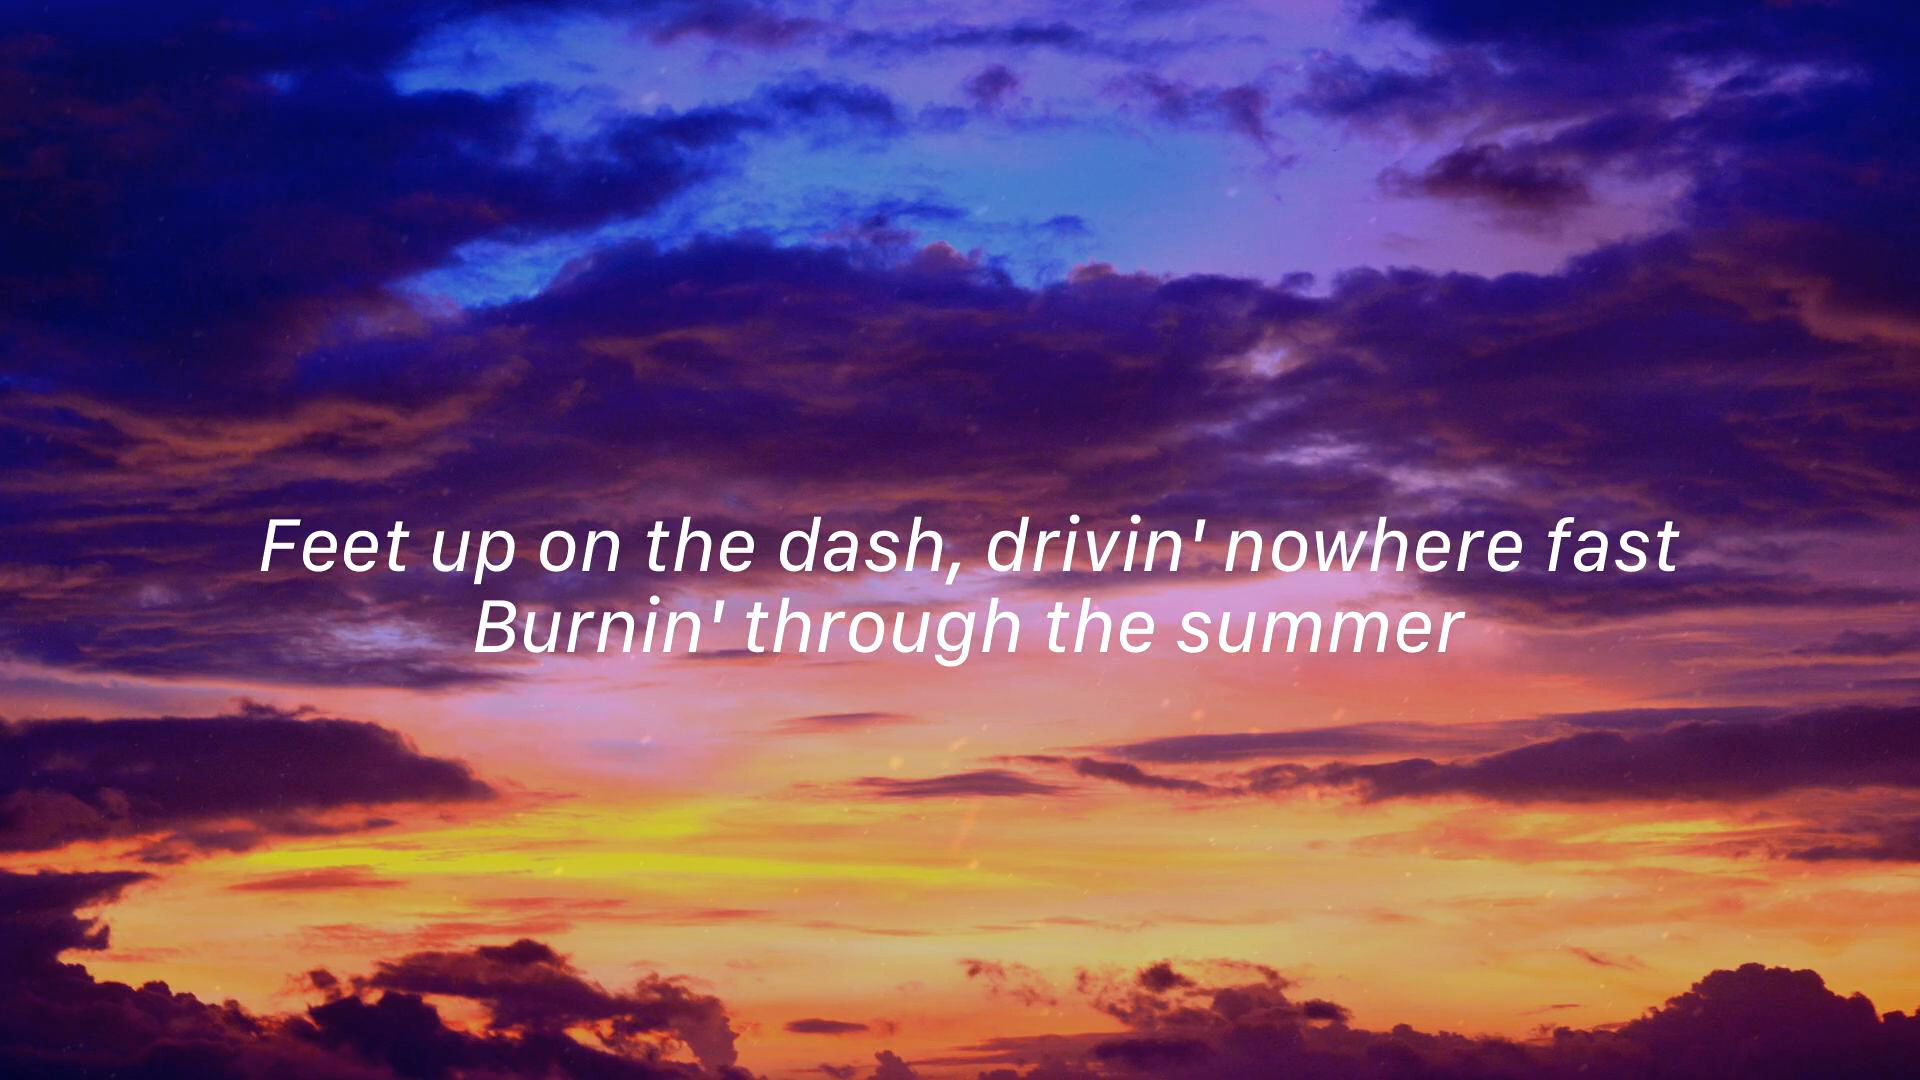 Feet up on the dash, drivin' nowhere fast
Burnin' through the summer